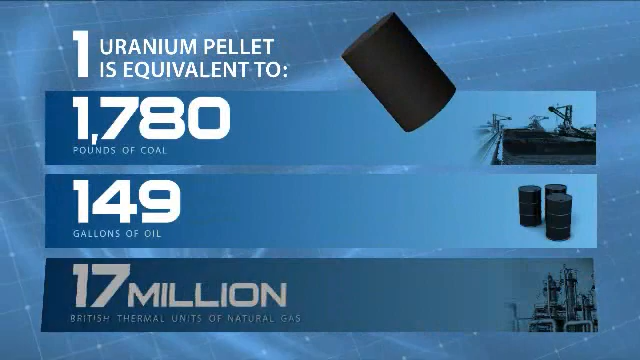 1 URANIUM PELLET
IS EQUIVALENT TO:
1,780
POUNDS OF COAL
149
GALLONS OF OIL
17 MILLION
BRITISH THERMAL UNITS OF NATURAL GAS